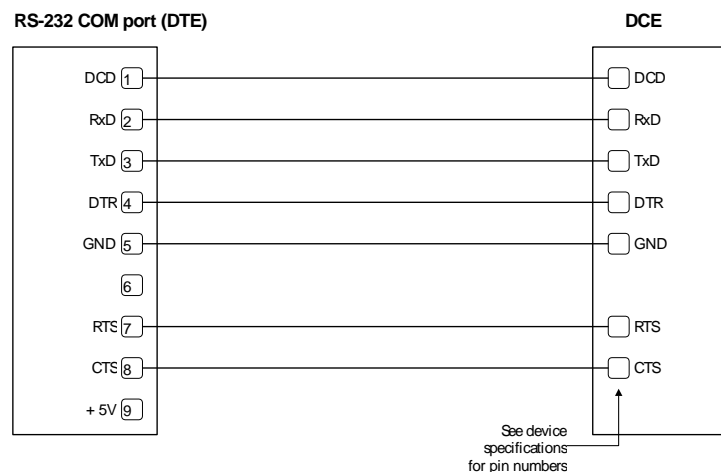 RS-232 COM port (DTE) DCE
DCD 1 DCD
RxD 2 RxD
TxD 3 TxD
DTR 4 DTR
GND 5 GND
6
RTS 7 RTS
CTS 8 CTS
+ 5V 9
See device
specifications
for pin numbers